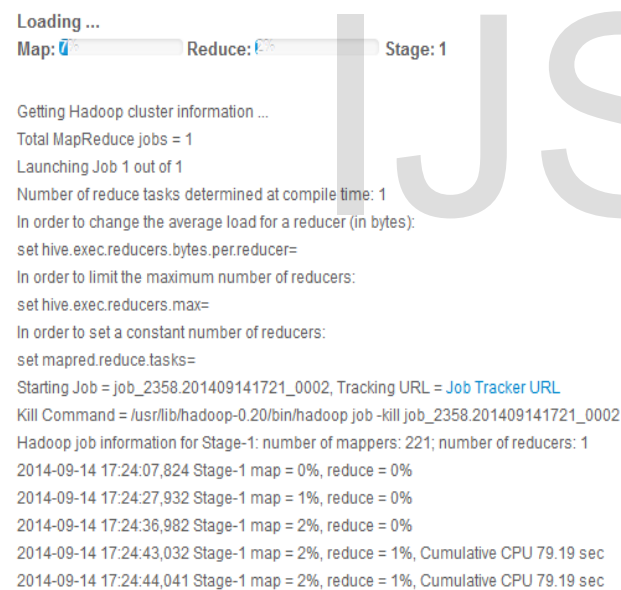 Loading ...
Map: 7% Reduce: Stage: 1
IJS
Getting Hadoop cluster information ...
Total MapReduce jobs = 1
Launching Job 1 out of 1
Number of reduce tasks determined at compile time: 1
In order to change the average load for a reducer (in bytes):
set hive.exec.reducers.bytes.per.reducer=
In order to limit the maximum number of reducers:
set hive.exec.reducers.max=
In order to set a constant number of reducers:
set mapred.reduce.tasks=
Starting Job = job_2358.201409141721_0002, Tracking URL = Job Tracker URL
Kill Command = /usr/lib/hadoop-0.20/bin/hadoop job -kill job_2358.201409141721_0002
Hadoop job information for Stage-1: number of mappers: 221; number of reducers: 1
2014-09-14 17:24:07,824 Stage-1 map = 0%, reduce = 0%
2014-09-14 17:24:27,932 Stage-1 map = 1%, reduce = 0%
2014-09-14 17:24:36,982 Stage-1 map = 2%, reduce = 0%
2014-09-14 17:24:43,032 Stage-1 map = 2%, reduce = 1%, Cumulative CPU 79.19 sec
2014-09-14 17:24:44,041 Stage-1 map = 2%, reduce = 1%, Cumulative CPU 79.19 sec